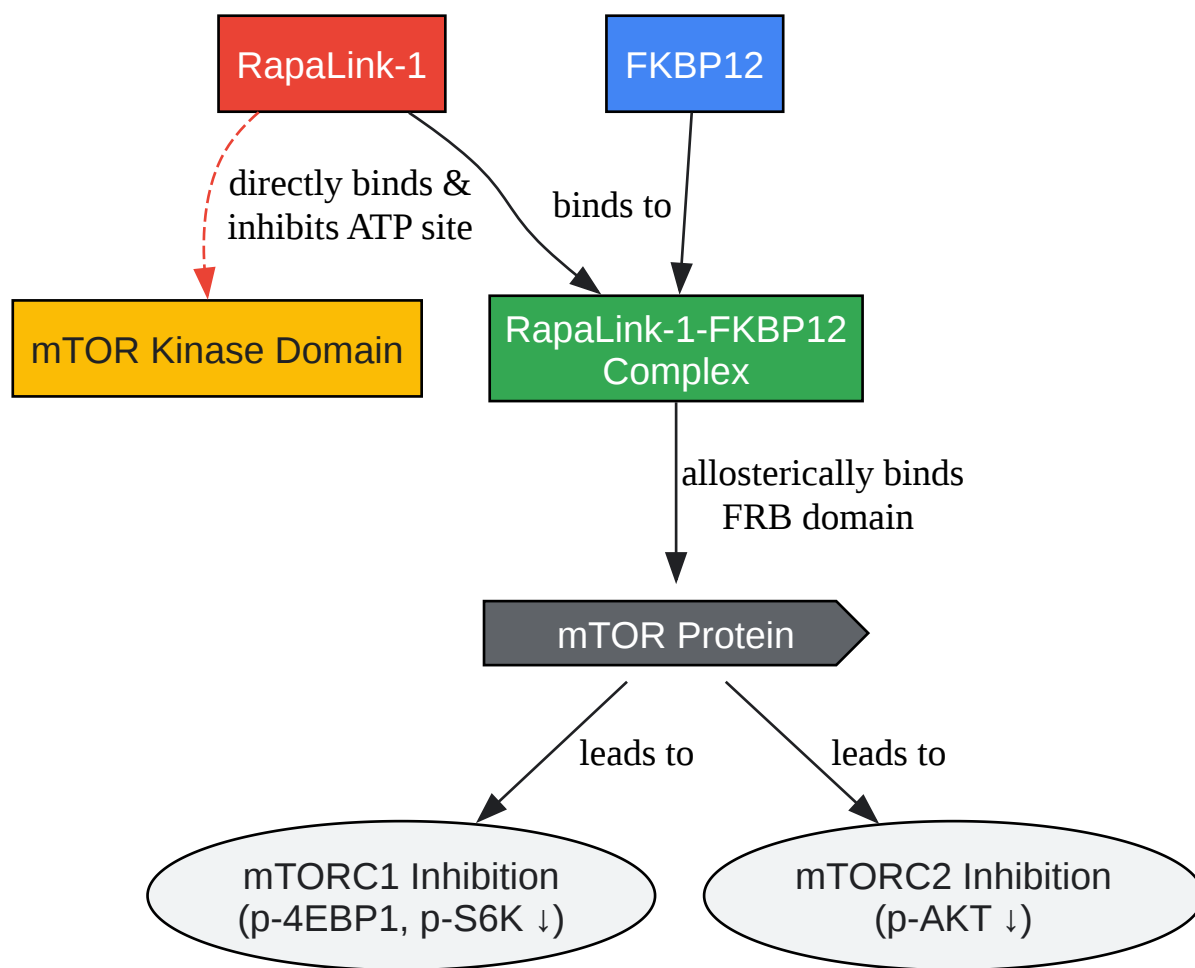 RapaLink-1
FKBP12
directly binds &
inhibits ATP site
binds to
mTOR Kinase Domain
RapaLink-1-FKBP12
Complex
allosterically binds
FRB domain
mTOR Protein
leads to
leads to
mTORC1 Inhibition
(p-4EBP1, p-S6K ↓)
mTORC2 Inhibition
(p-AKT ↓)